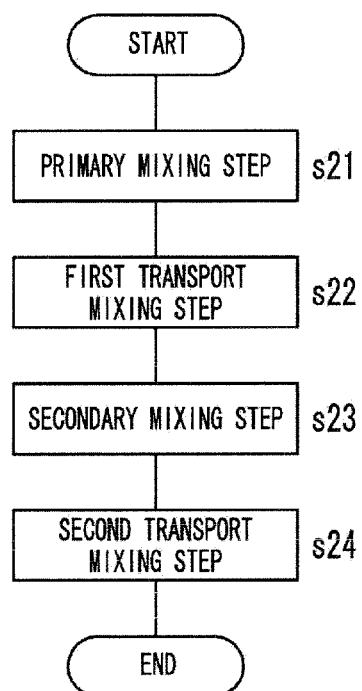 START
PRIMARY MIXING STEP s21
FIRST TRANSPORT
MIXING STEP s22
SECONDARY MIXING STEP s23
SECOND TRANSPORT
MIXING STEP s24
END